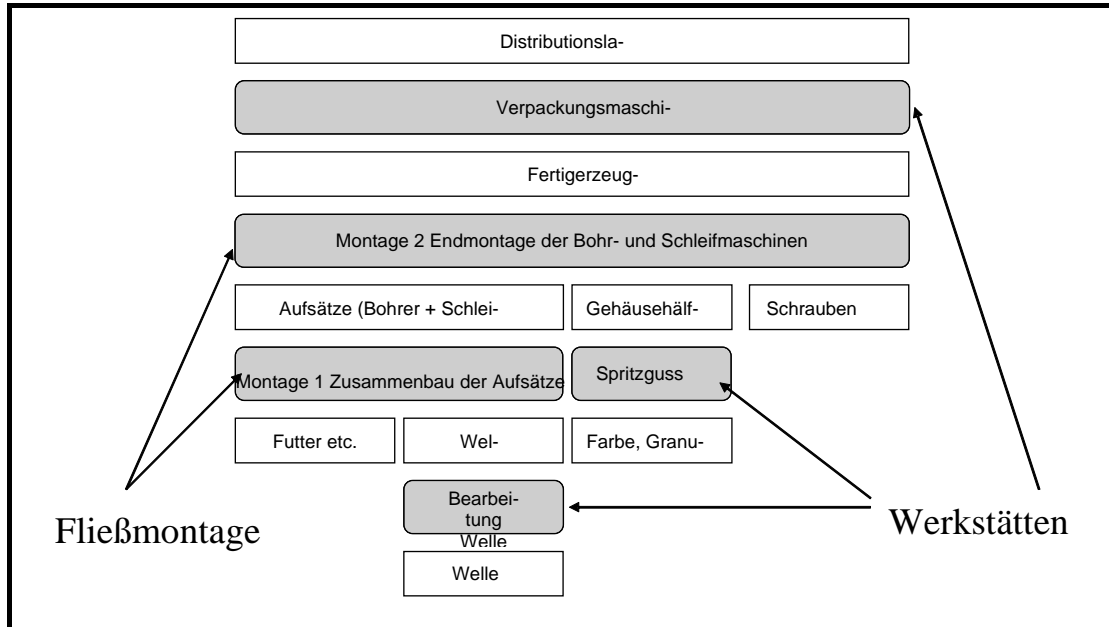 Distributionsla-
Verpackungsmaschi-
Fertigerzeug-
Montage 2 Endmontage der Bohr- und Schleifmaschinen
Aufsätze (Bohrer + Schlei-
Gehäusehälf-
Schrauben
Montage 1 Zusammenbau der Aufsätze
Spritzguss
Futter etc.
Wel-
Farbe, Granu-
Bearbei-
tung
Welle
Welle
Fließmontage
Werkstätten